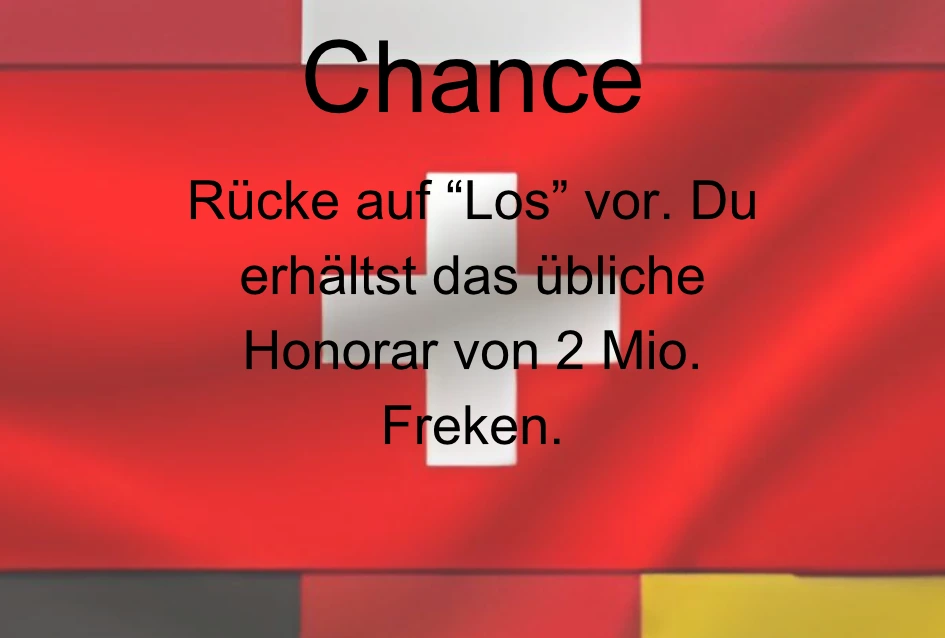 Chance
Rücke auf “Los” vor. Du
erhältst das übliche
Honorar von 2 Mio.
Freken.